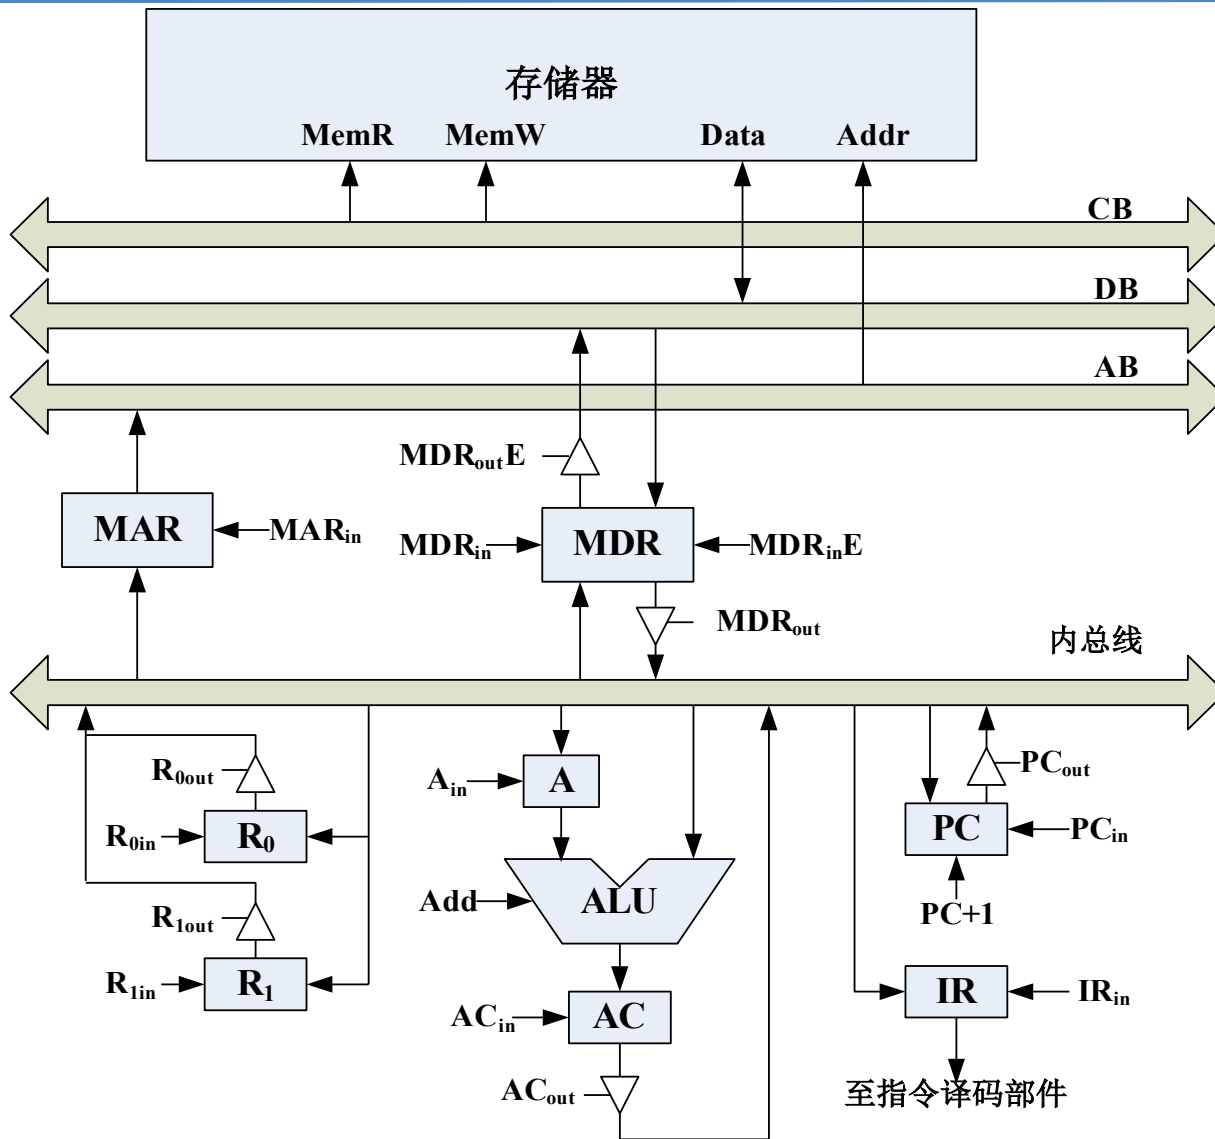 存储器
MemR MemW Data Addr
CB
DB
AB
MDRoutE
MAR
MARin
MDRin
MDR
MDRinE
MDRout
内总线
R0out
Ain
A
PCout
R0in
R0
PC
PCin
Add
ALU
PC+1
R1out
R1in
R1
IR
IRin
ACin
AC
ACout
至指令译码部件